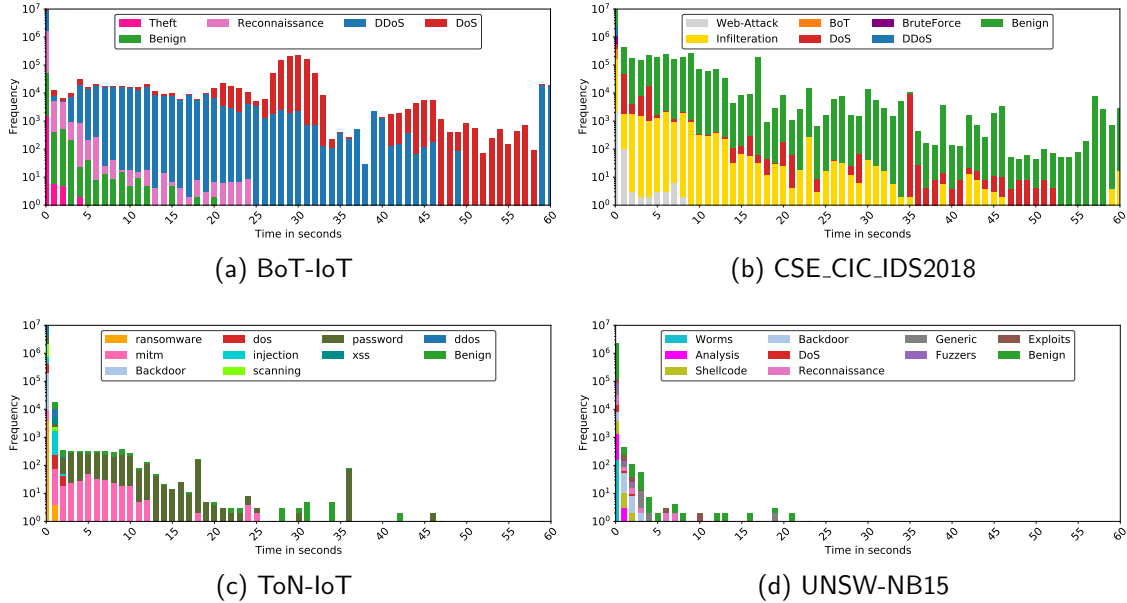 Theft Reconnaissance DDoS DoS
Benign
10^7
10^6
10^5
10^4
10^3
10^2
10^1
10^0
Frequency
0 5 10 15 20 25 30 35 40 45 50 55 60
Time in seconds
(a) BoT-IoT
Web-Attack BoT BruteForce Benign
Infilteration DoS DDoS
10^7
10^6
10^5
10^4
10^3
10^2
10^1
10^0
Frequency
0 5 10 15 20 25 30 35 40 45 50 55 60
Time in seconds
(b) CSE_CIC_IDS2018
ransomware dos password ddos
mitm injection xss Benign
Backdoor scanning
10^7
10^6
10^5
10^4
10^3
10^2
10^1
10^0
Frequency
0 5 10 15 20 25 30 35 40 45 50 55 60
Time in seconds
(c) ToN-IoT
Worms Backdoor Generic Exploits
Analysis DoS Fuzzers Benign
Shellcode Reconnaissance
10^7
10^6
10^5
10^4
10^3
10^2
10^1
10^0
Frequency
0 5 10 15 20 25 30 35 40 45 50 55 60
Time in seconds
(d) UNSW-NB15